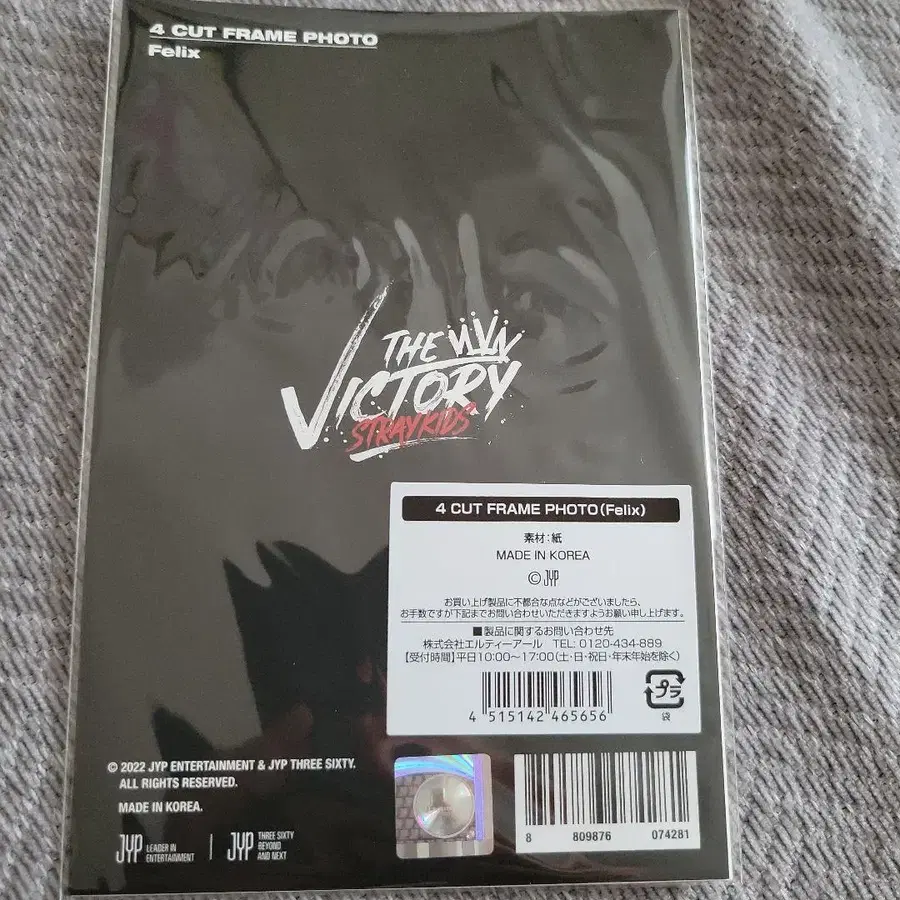 4 CUT FRAME PHOTO
Felix
THE
VICTORY
STRAY KIDS
4 CUT FRAME PHOTO(Felix)
素材:紙
MADE IN KOREA
© JYP
お買い上げ製品に不都合な点などがございましたら、
お手数ですが下記までお問い合わせいただきますようお願い申し上げます。
■製品に関するお問い合わせ先
株式会社エルティーアール TEL: 0120-434-889
【受付時間】平日10:00〜17:00(土・日・祝日・年末年始を除く)
4 515142 465656
プラ
袋
© 2022 JYP ENTERTAINMENT & JYP THREE SIXTY.
ALL RIGHTS RESERVED.
MADE IN KOREA.
JYP LEADER IN ENTERTAINMENT | JYP THREE SIXTY BEYOND AND NEXT
8 809876 074281